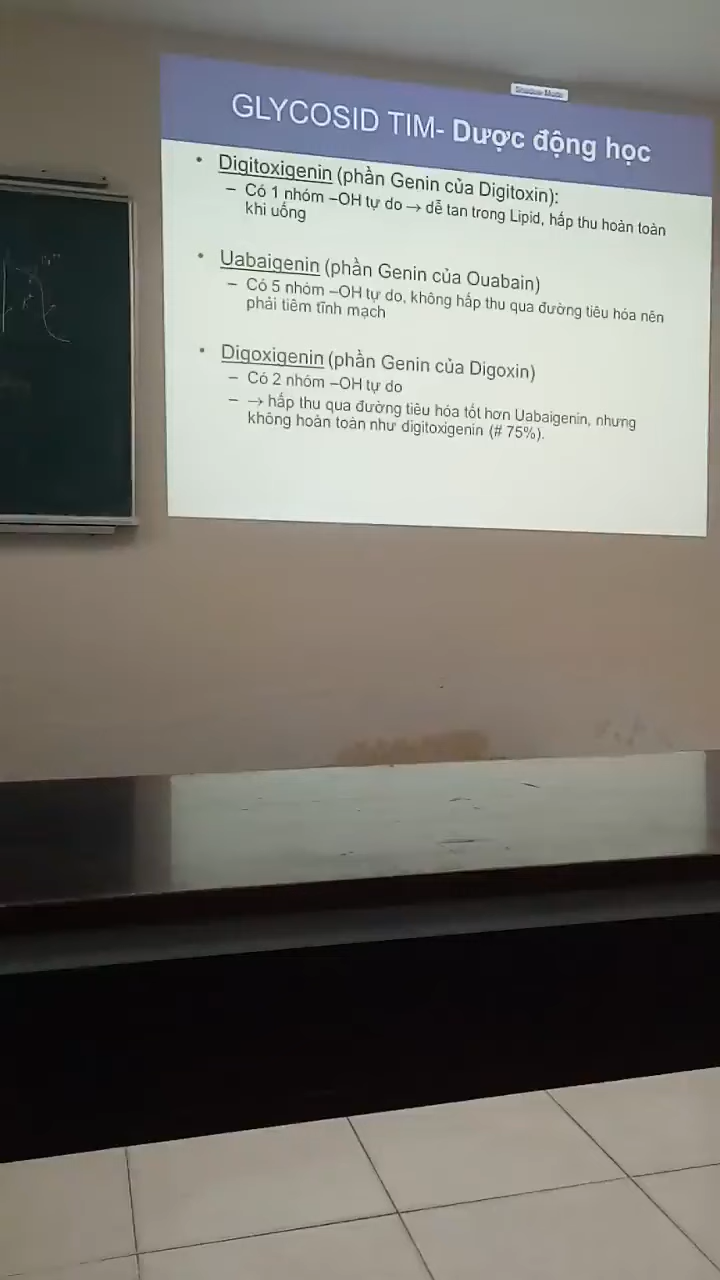 GLYCOSID TIM- Dược động học
• Digitoxigenin (phần Genin của Digitoxin):
– Có 1 nhóm –OH tự do → dễ tan trong Lipid, hấp thu hoàn toàn
khi uống
• Uabaigenin (phần Genin của Ouabain)
– Có 5 nhóm –OH tự do, không hấp thu qua đường tiêu hóa nên
phải tiêm tĩnh mạch
• Digoxigenin (phần Genin của Digoxin)
– Có 2 nhóm –OH tự do
– → hấp thu qua đường tiêu hóa tốt hơn Uabaigenin, nhưng
không hoàn toàn như digitoxigenin (# 75%).